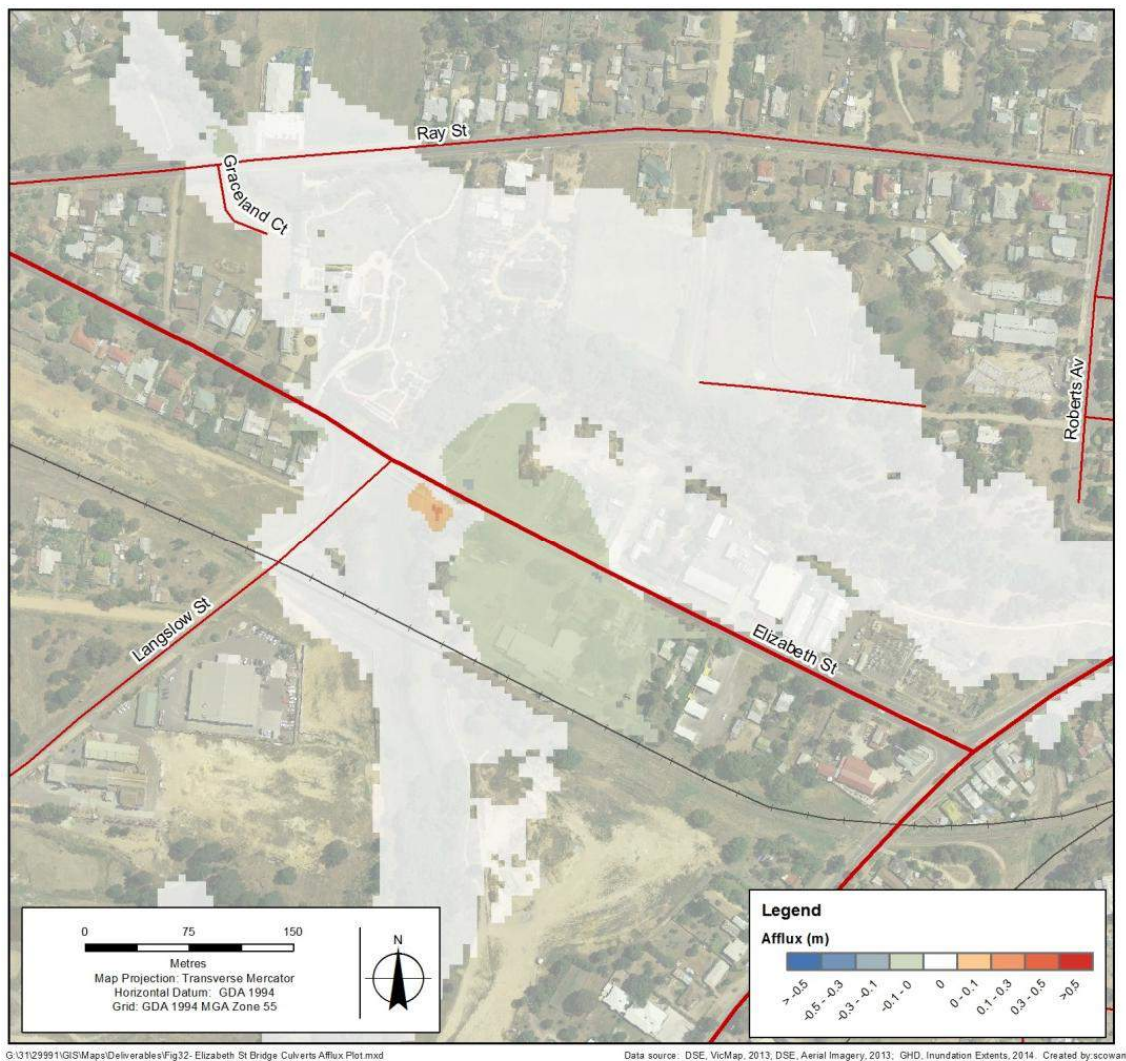 Ray St
Graceland Ct
Roberts Av
Langslow St
Elizabeth St
0 75 150
Metres
Map Projection: Transverse Mercator
Horizontal Datum: GDA 1994
Grid: GDA 1994 MGA Zone 55
N
Legend
Afflux (m)
> -0.5
-0.5 - -0.3
-0.3 - -0.1
-0.1 - 0
0
0 - 0.1
0.1 - 0.3
0.3 - 0.5
>0.5
G:\31\29991\GIS\Maps\Deliverables\Fig32- Elizabeth St Bridge Culverts Afflux Plot.mxd
Data source: DSE, VicMap, 2013; DSE, Aerial Imagery, 2013; GHD, Inundation Extents, 2014. Created by:scowan